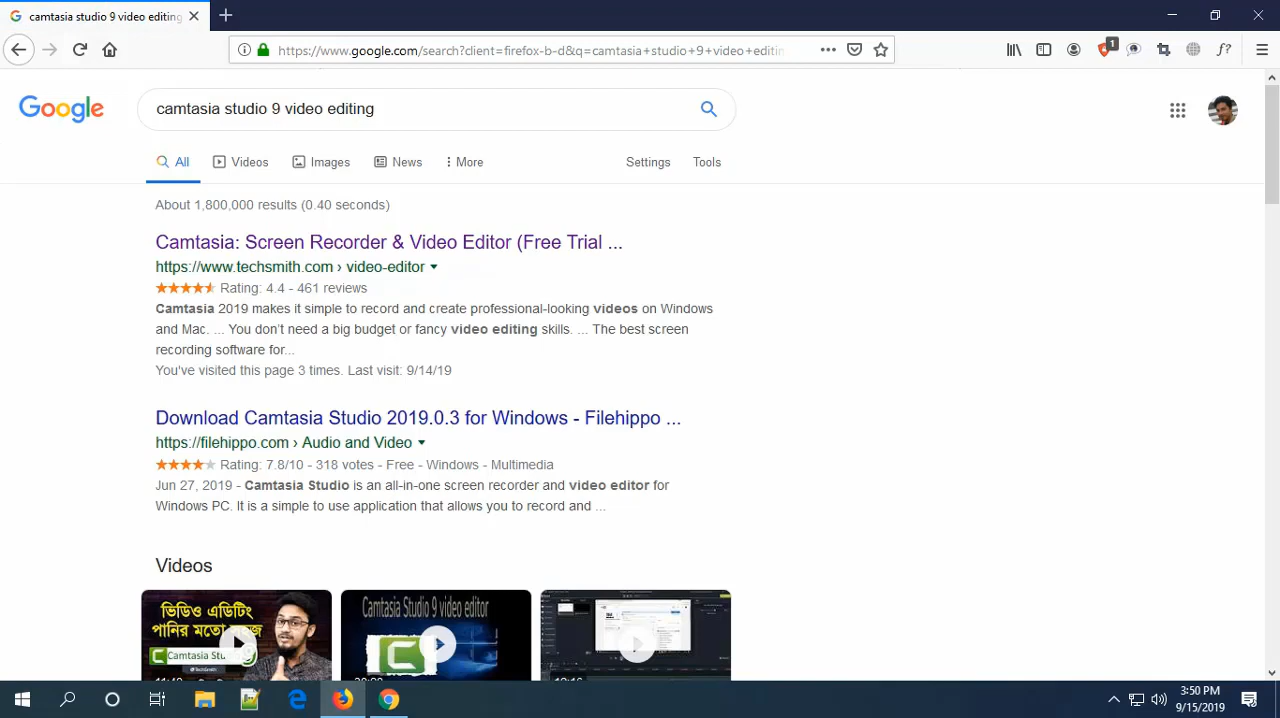 camtasia studio 9 video editing
https://www.google.com/search?client=firefox-b-d&q=camtasia+studio+9+video+editin
1
Google
camtasia studio 9 video editing
All
Videos
Images
News
More
Settings
Tools
About 1,800,000 results (0.40 seconds)
Camtasia: Screen Recorder & Video Editor (Free Trial ...
https://www.techsmith.com › video-editor
Rating: 4.4 - 461 reviews
Camtasia 2019 makes it simple to record and create professional-looking videos on Windows
and Mac. ... You don't need a big budget or fancy video editing skills. ... The best screen
recording software for...
You've visited this page 3 times. Last visit: 9/14/19
Download Camtasia Studio 2019.0.3 for Windows - Filehippo ...
https://filehippo.com › Audio and Video
Rating: 7.8/10 - 318 votes - Free - Windows - Multimedia
Jun 27, 2019 - Camtasia Studio is an all-in-one screen recorder and video editor for
Windows PC. It is a simple to use application that allows you to record and ...
Videos
ভিডিও এডিটিং
পানির মতো
Camtasia Stu
TechSmith
Camtasia Studio 9 video editor
3:50 PM
9/15/2019